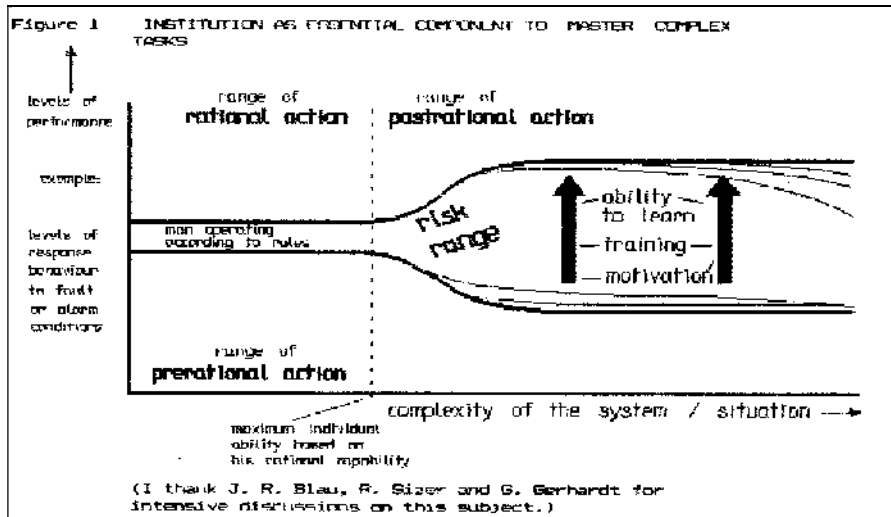 Figure 1 INSTITUTION AS ESSENTIAL COMPONENT TO MASTER COMPLEX
TASKS
levels of
performance
example:
levels of
response
behaviour
to fault
or alarm
conditions
range of
rational action
range of
postrational action
man operating
according to rules
risk
range
ability
to learn
training
motivation
range of
prerational action
complexity of the system / situation
maximum individual
ability based on
his rational capability
(I thank J. R. Blau, R. Sizer and G. Gerhardt for
intensive discussions on this subject.)